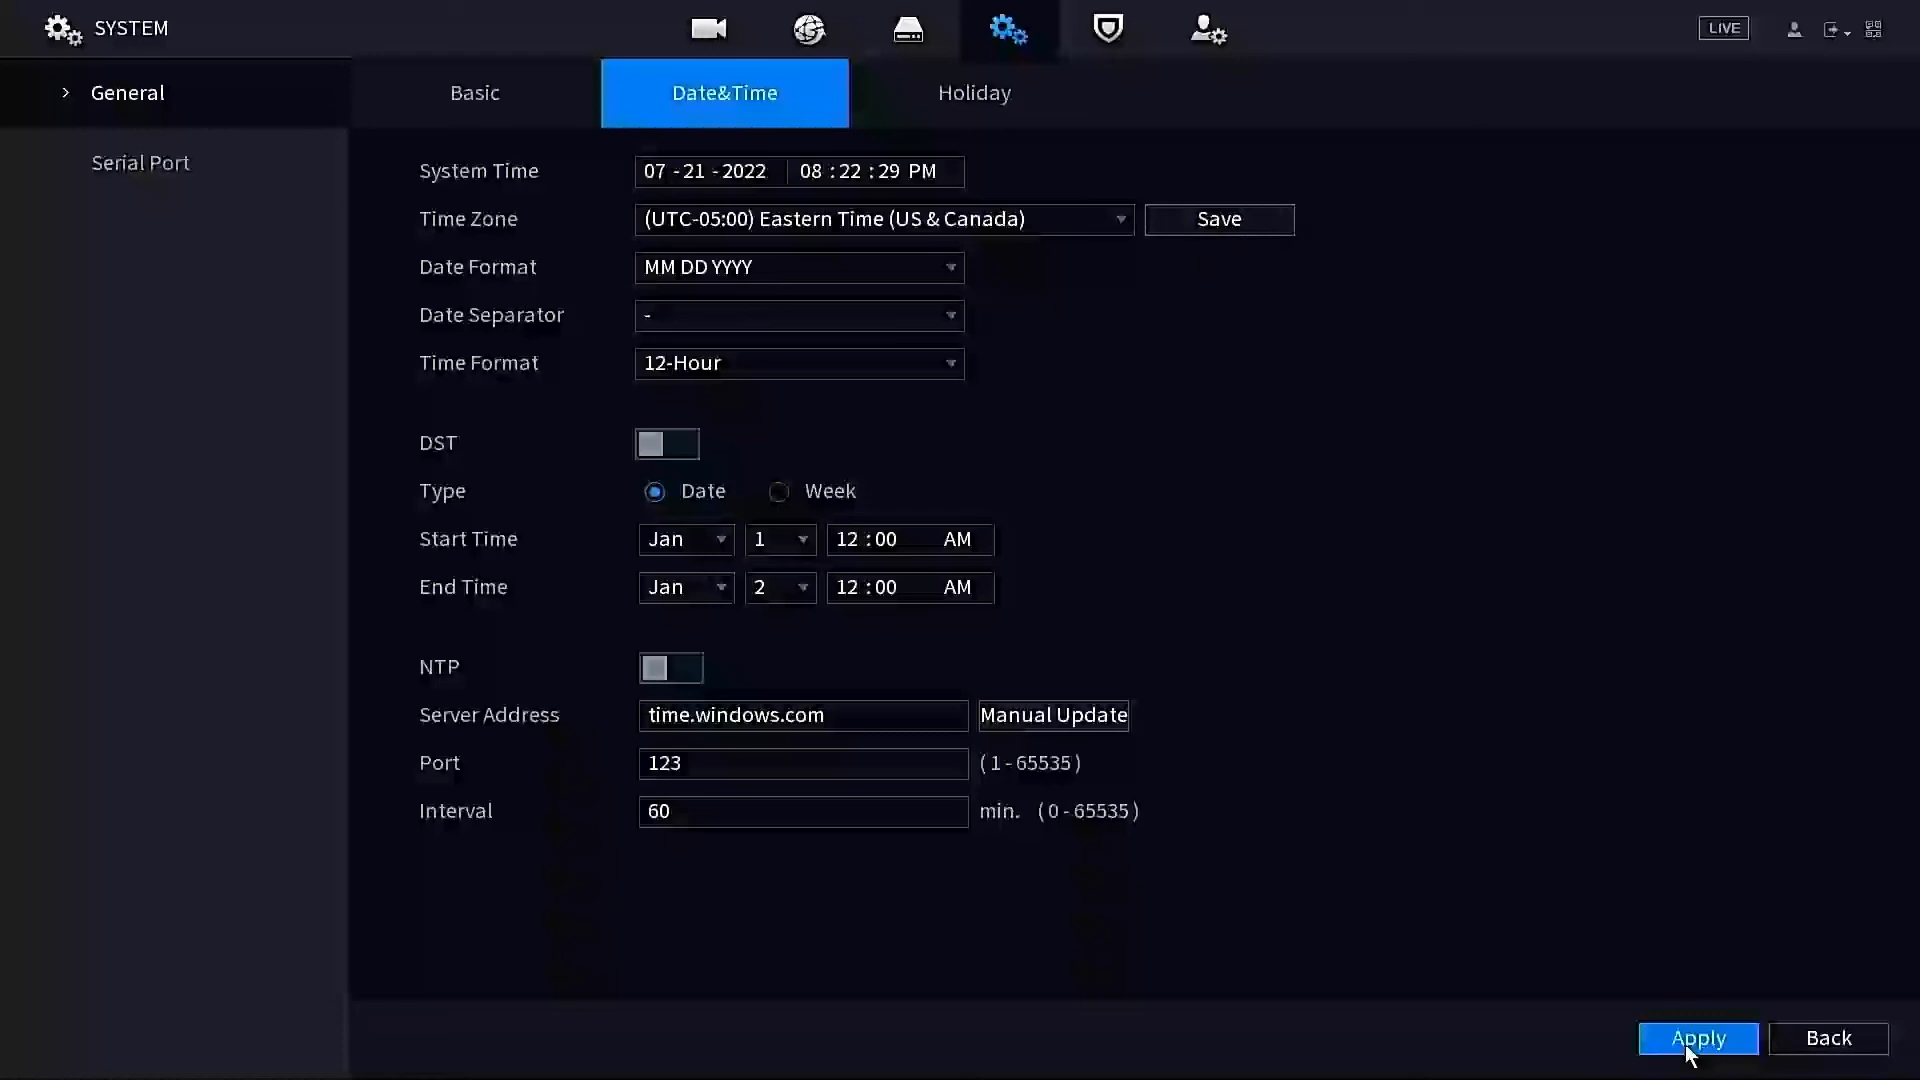 SYSTEM
LIVE
General
Serial Port
Basic
Date&Time
Holiday
System Time 07 -21 -2022 08 :22 :29 PM
Time Zone (UTC-05:00) Eastern Time (US & Canada) Save
Date Format MM DD YYYY
Date Separator -
Time Format 12-Hour
DST
Type Date Week
Start Time Jan 1 12 :00 AM
End Time Jan 2 12 :00 AM
NTP
Server Address time.windows.com Manual Update
Port 123 (1-65535)
Interval 60 min. (0-65535)
Apply Back